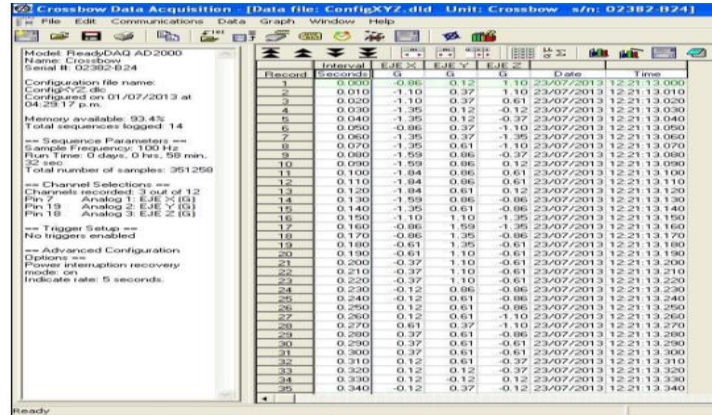 Crossbow Data Acquisition - [Data file: ConfigXYZ.dld Unit: Crossbow s/n: 02382-B24]
File Edit Communications Data Graph Window Help
Model: ReadyDAQ AD2000
Name: Crossbow
Serial #: 02382-B24
Configuration file name:
ConfigXYZ.dlc
Configured on 01/07/2013 at
04:29:17 p.m.
Memory available: 93.4%
Total sequences logged: 14
== Sequence Parameters ==
Sample Frequency: 100 Hz
Run Time: 0 days, 0 hrs, 58 min,
32 sec
Total number of samples: 351258
== Channel Selections ==
Channels recorded: 3 out of 12
Pin 7 Analog 1: EJE X (G)
Pin 19 Analog 2: EJE Y (G)
Pin 18 Analog 3: EJE Z (G)
== Trigger Setup ==
No triggers enabled
== Advanced Configuration
Options ==
Power interruption recovery
mode: on
Indicate rate: 5 seconds.
Interval EJE X EJE Y EJE Z
Record Seconds G G G Date Time
1 0.000 -0.86 0.12 1.10 23/07/2013 12:21:13.000
2 -1.10 0.37 1.10 23/07/2013 12:21:13.010
3 0.020 -1.10 0.37 0.61 23/07/2013 12:21:13.020
4 0.030 -1.35 0.12 -0.12 23/07/2013 12:21:13.030
5 0.040 -1.35 0.12 -0.37 23/07/2013 12:21:13.040
6 0.050 -0.86 0.37 -1.10 23/07/2013 12:21:13.050
7 0.060 -1.35 0.37 -1.35 23/07/2013 12:21:13.060
8 0.070 -1.35 0.61 -1.10 23/07/2013 12:21:13.070
9 0.080 -1.59 0.86 -0.37 23/07/2013 12:21:13.080
10 0.090 -1.59 0.86 0.12 23/07/2013 12:21:13.090
11 0.100 -1.84 0.86 0.61 23/07/2013 12:21:13.100
12 0.110 -1.84 0.86 0.61 23/07/2013 12:21:13.110
13 0.120 -1.84 0.61 0.12 23/07/2013 12:21:13.120
14 0.130 -1.59 0.86 -0.86 23/07/2013 12:21:13.130
15 0.140 -1.35 0.61 -0.86 23/07/2013 12:21:13.140
16 0.150 -1.10 1.10 -1.35 23/07/2013 12:21:13.150
17 0.160 -0.86 1.59 -1.35 23/07/2013 12:21:13.160
18 0.170 -0.86 1.35 -0.86 23/07/2013 12:21:13.170
19 0.180 -0.61 1.35 -0.61 23/07/2013 12:21:13.180
20 0.190 -0.61 1.10 -0.61 23/07/2013 12:21:13.190
21 0.200 -0.37 1.10 -0.61 23/07/2013 12:21:13.200
22 0.210 -0.37 1.10 -0.61 23/07/2013 12:21:13.210
23 0.220 -0.37 1.10 -0.61 23/07/2013 12:21:13.220
24 0.230 -0.12 0.86 -0.86 23/07/2013 12:21:13.230
25 0.240 -0.12 0.61 -0.86 23/07/2013 12:21:13.240
26 0.250 0.12 0.61 -0.86 23/07/2013 12:21:13.250
27 0.260 0.12 0.61 -1.10 23/07/2013 12:21:13.260
28 0.270 0.61 0.37 -1.10 23/07/2013 12:21:13.270
29 0.280 0.37 0.61 -0.86 23/07/2013 12:21:13.280
30 0.290 0.37 0.61 -0.61 23/07/2013 12:21:13.290
31 0.300 0.37 0.61 -0.61 23/07/2013 12:21:13.300
32 0.310 0.12 0.61 -0.37 23/07/2013 12:21:13.310
33 0.320 0.12 0.12 -0.37 23/07/2013 12:21:13.320
34 0.330 0.12 -0.12 0.12 23/07/2013 12:21:13.330
35 0.340 -0.12 0.37 -0.12 23/07/2013 12:21:13.340
Ready